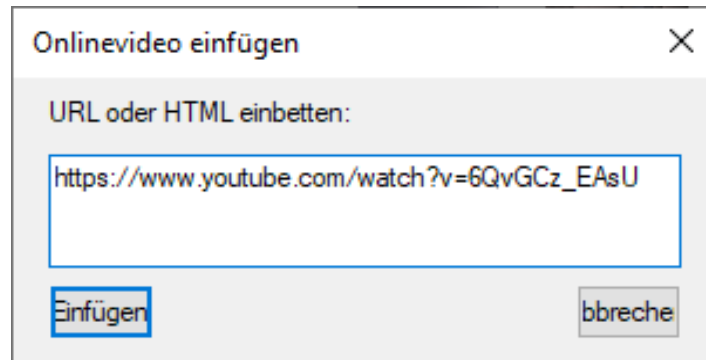 Onlinevideo einfügen
URL oder HTML einbetten:
https://www.youtube.com/watch?v=6QvGCz_EAsU
Einfügen
bbreche